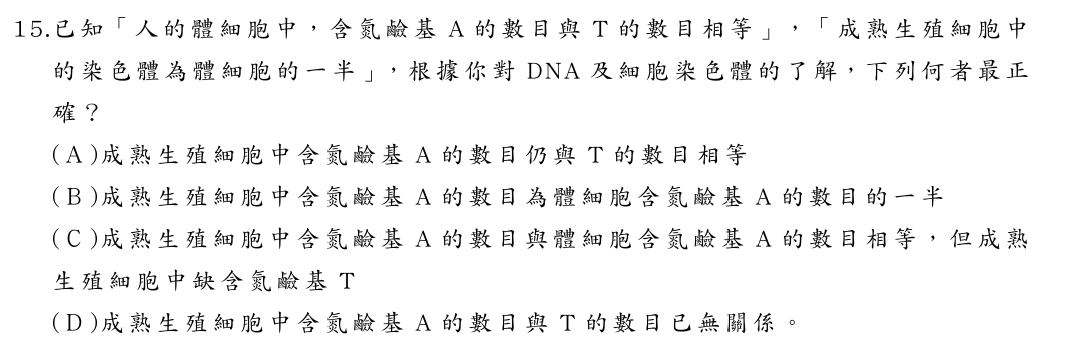 15.已知「人的體細胞中，含氮鹼基 A 的數目與 T 的數目相等」，「成熟生殖細胞中
的染色體為體細胞的一半」，根據你對 DNA 及細胞染色體的了解，下列何者最正
確？
(A)成熟生殖細胞中含氮鹼基 A 的數目仍與 T 的數目相等
(B)成熟生殖細胞中含氮鹼基 A 的數目為體細胞含氮鹼基 A 的數目的一半
(C)成熟生殖細胞中含氮鹼基 A 的數目與體細胞含氮鹼基 A 的數目相等，但成熟
生殖細胞中缺含氮鹼基 T
(D)成熟生殖細胞中含氮鹼基 A 的數目與 T 的數目已無關係。